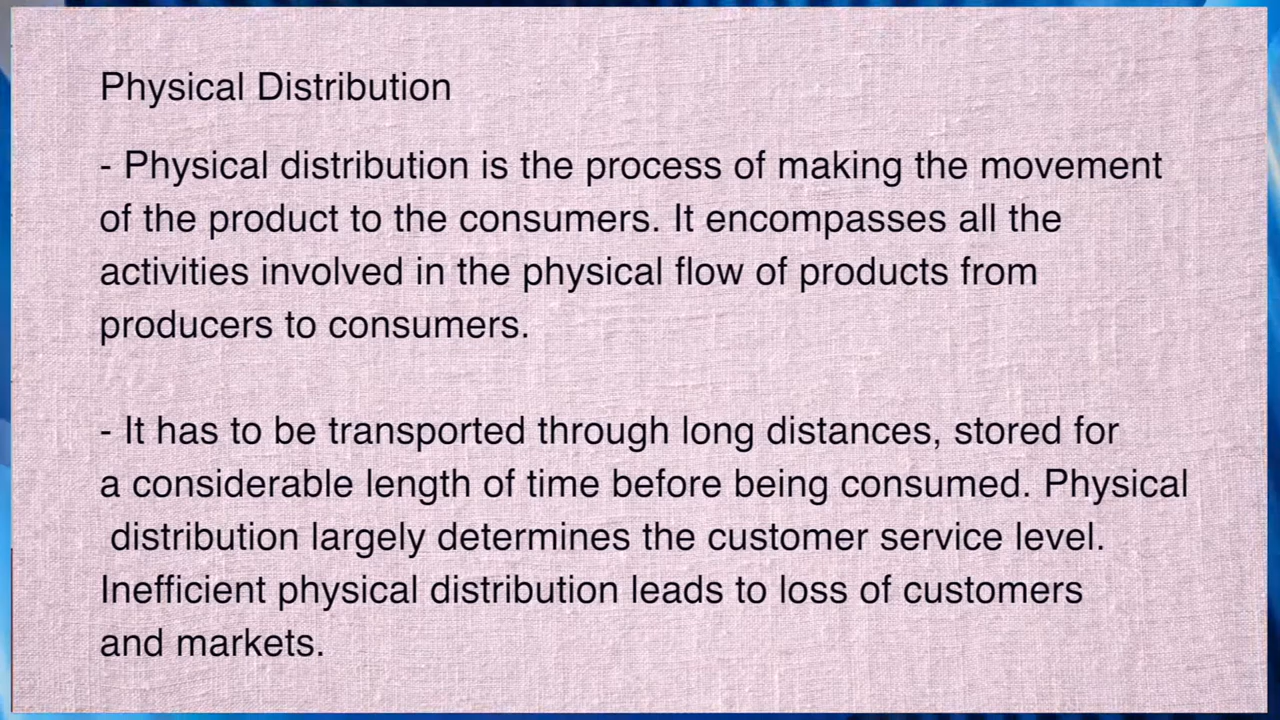 Physical Distribution
- Physical distribution is the process of making the movement
of the product to the consumers. It encompasses all the
activities involved in the physical flow of products from
producers to consumers.
- It has to be transported through long distances, stored for
a considerable length of time before being consumed. Physical
distribution largely determines the customer service level.
Inefficient physical distribution leads to loss of customers
and markets.